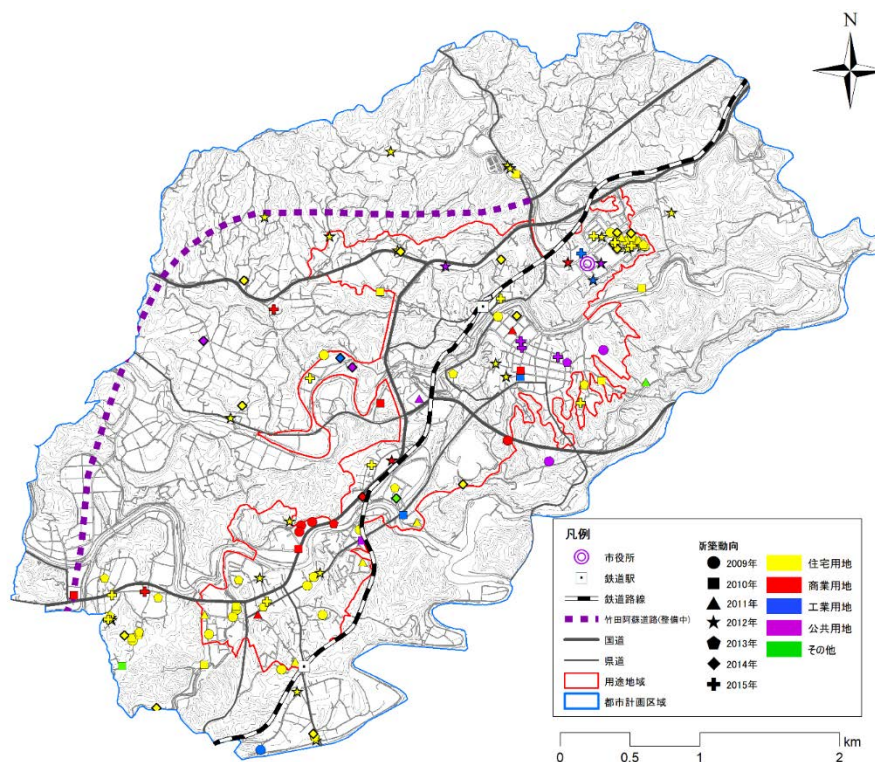 N
凡例
市役所
鉄道駅
鉄道路線
竹田阿蘇道路(整備中)
国道
県道
用途地域
都市計画区域
新築動向
2009年
2010年
2011年
2012年
2013年
2014年
2015年
住宅用地
商業用地
工業用地
公共用地
その他
km
0 0.5 1 2